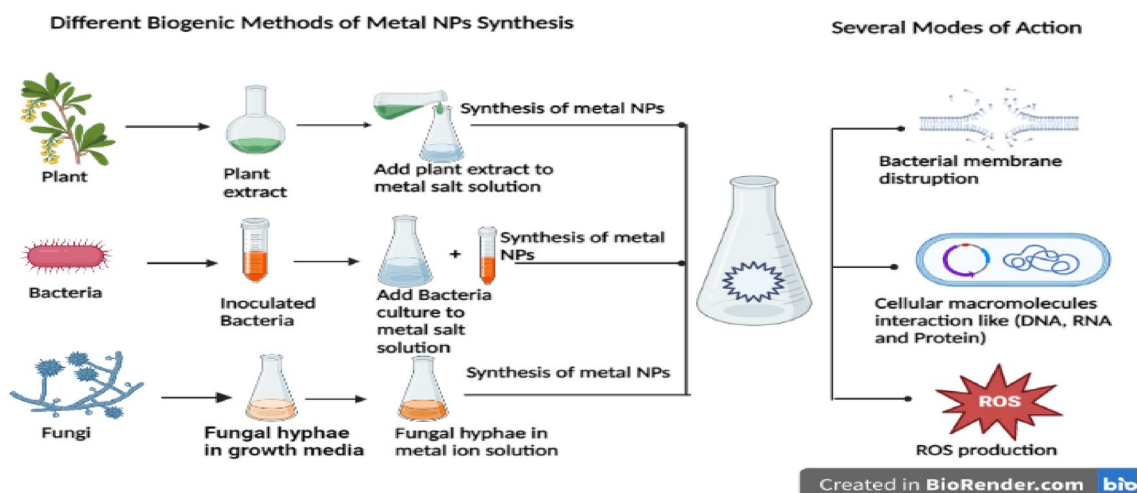 Different Biogenic Methods of Metal NPs Synthesis
Several Modes of Action
Plant
Plant
extract
Add plant extract to
metal salt solution
Synthesis of metal NPs
Bacteria
Inoculated
Bacteria
+
Add Bacteria
culture to
metal salt
solution
Synthesis of metal
NPs
Fungi
Fungal hyphae
in growth media
Fungal hyphae in
metal ion solution
Synthesis of metal NPs
Bacterial membrane
distruption
Cellular macromolecules
interaction like (DNA, RNA
and Protein)
ROS
ROS production
Created in BioRender.com
bio